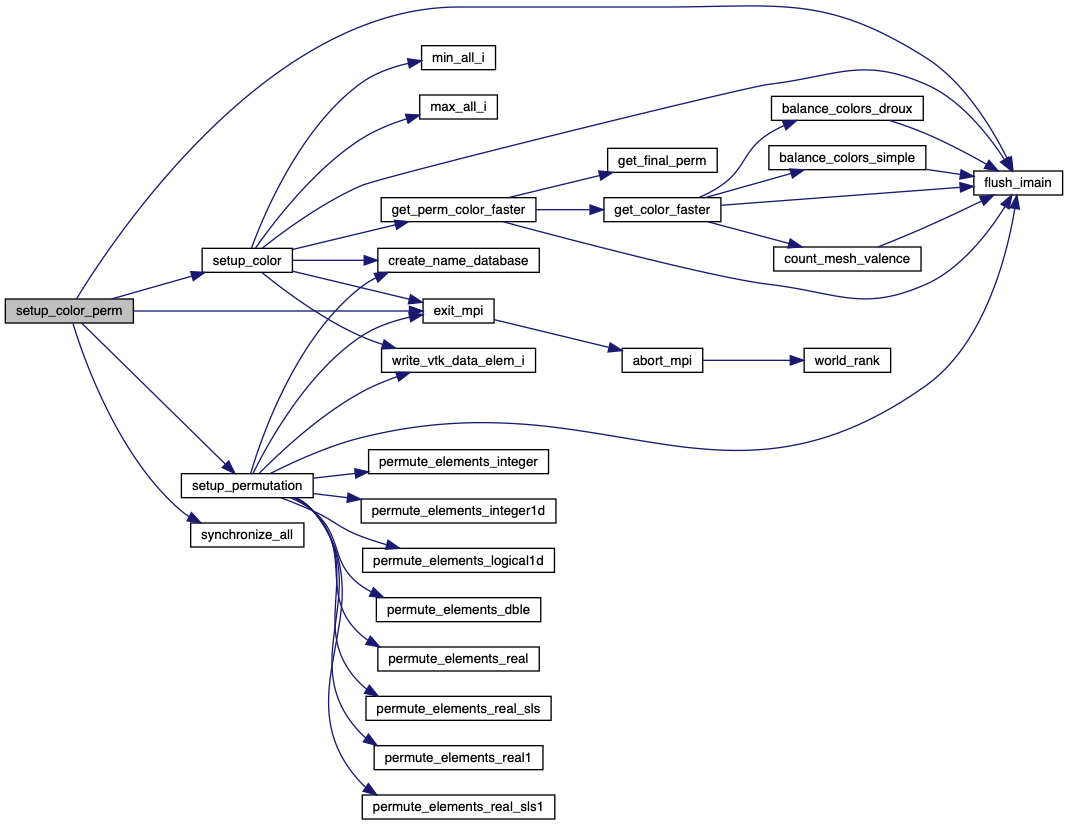 min_all_i
max_all_i
balance_colors_droux
get_final_perm
balance_colors_simple
flush_imain
get_perm_color_faster
get_color_faster
setup_color
create_name_database
count_mesh_valence
setup_color_perm
exit_mpi
write_vtk_data_elem_i
abort_mpi
world_rank
permute_elements_integer
setup_permutation
permute_elements_integer1d
synchronize_all
permute_elements_logical1d
permute_elements_dble
permute_elements_real
permute_elements_real_sls
permute_elements_real1
permute_elements_real_sls1